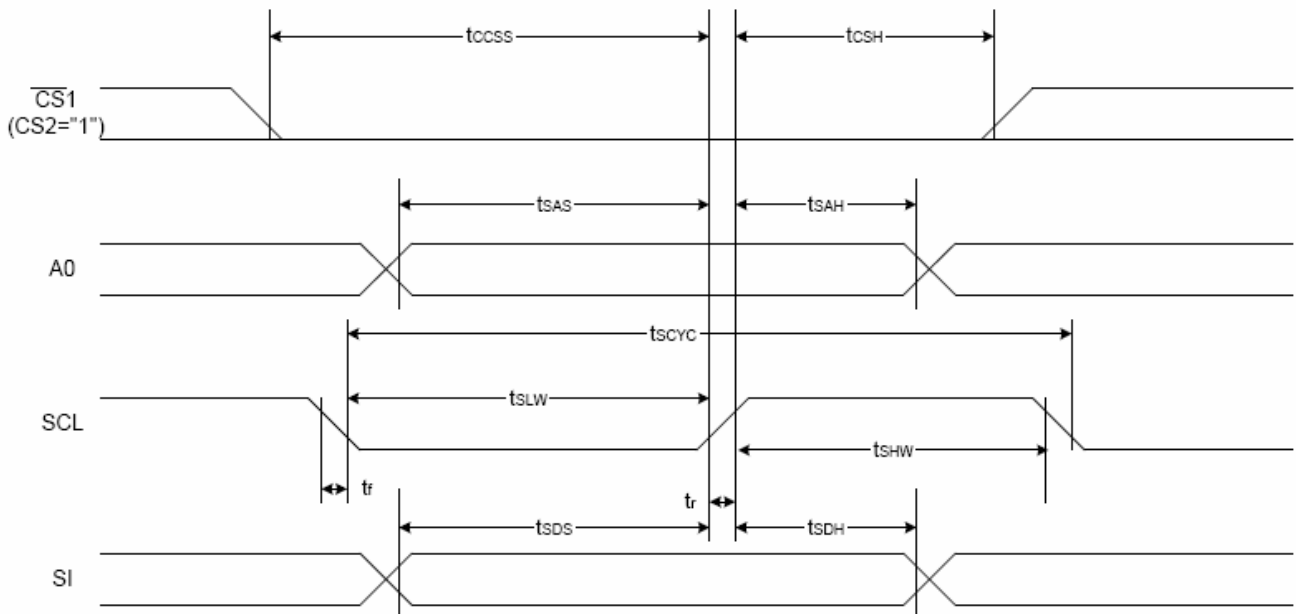 tCCSS
tCSH
CS1
(CS2="1")
tSAS
tSAH
A0
tSCYC
tSLW
SCL
tSHW
tf
tr
tSDS
tSDH
SI